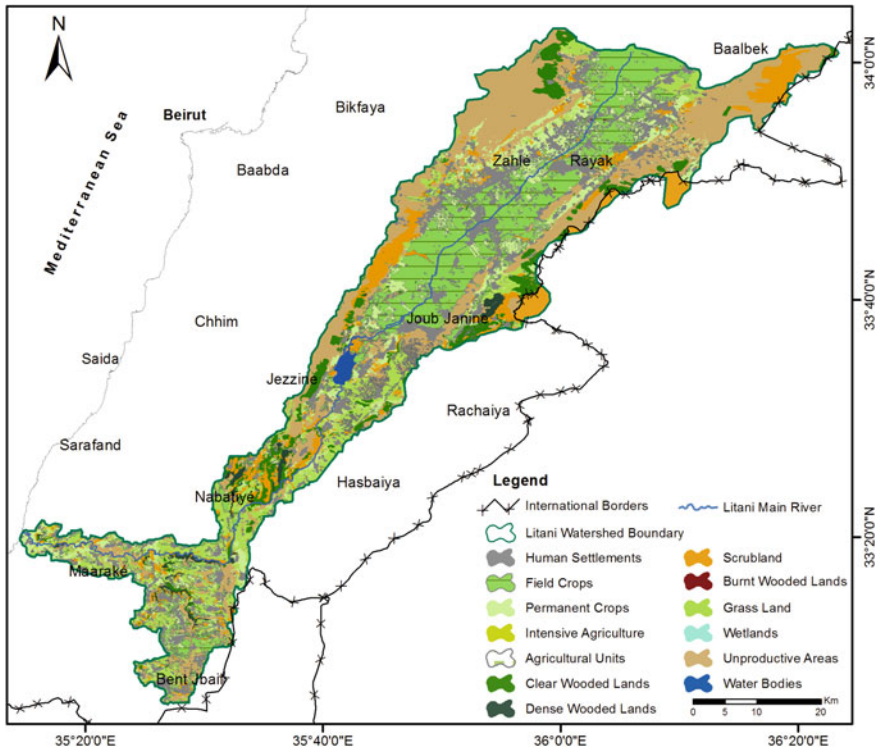 N
Baalbek
34°0'0"N
Beirut
Bikfaya
Mediterranean Sea
Baabda
Zahle
Rayak
33°40'0"N
Chhim
Joub Janine
Saida
Jezzine
Rachaiya
Sarafand
Hasbaiya
Nabatiye
33°20'0"N
Maarake
Bent Jbail
Legend
International Borders
Litani Main River
Litani Watershed Boundary
Human Settlements
Scrubland
Field Crops
Burnt Wooded Lands
Permanent Crops
Grass Land
Intensive Agriculture
Wetlands
Agricultural Units
Unproductive Areas
Clear Wooded Lands
Water Bodies
Dense Wooded Lands
Km
0 5 10 20
35°20'0"E 35°40'0"E 36°0'0"E 36°20'0"E